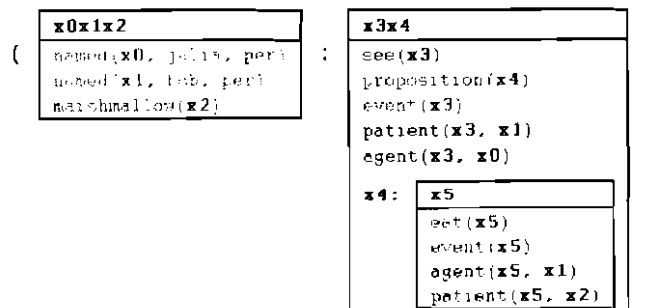 x0x1x2
( named(x0, john, per)
named(x1, bob, per)
marshmallow(x2)
:
x3x4
see(x3)
proposition(x4)
event(x3)
patient(x3, x1)
agent(x3, x0)
x4: x5
eat(x5)
event(x5)
agent(x5, x1)
patient(x5, x2)